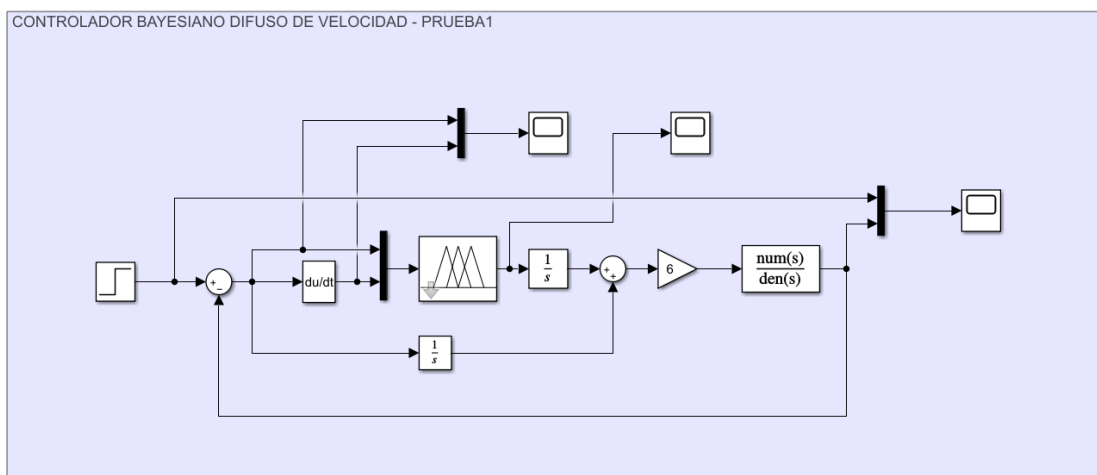 CONTROLADOR BAYESIANO DIFUSO DE VELOCIDAD - PRUEBA1
+
−
du/dt
1
s
+
+
6
num(s)
den(s)
1
s